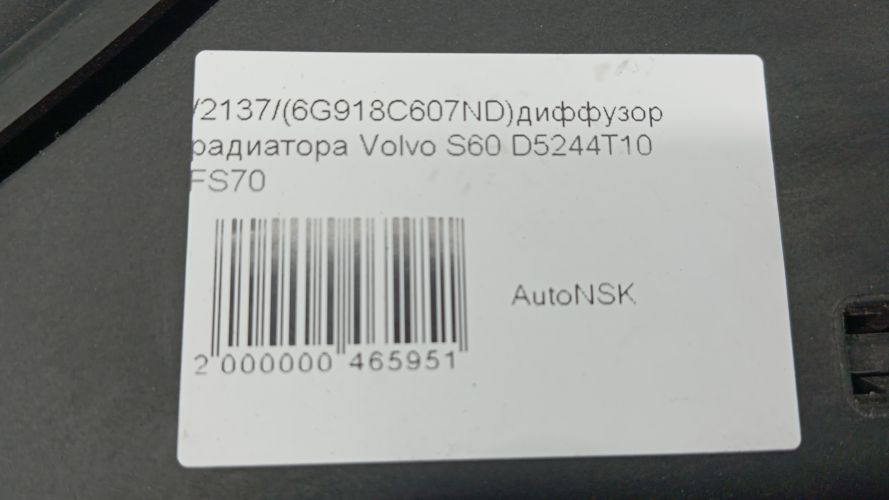 /2137/(6G918C607ND)диффузор
радиатора Volvo S60 D5244T10
FS70
AutoNSK
2 000000 465951